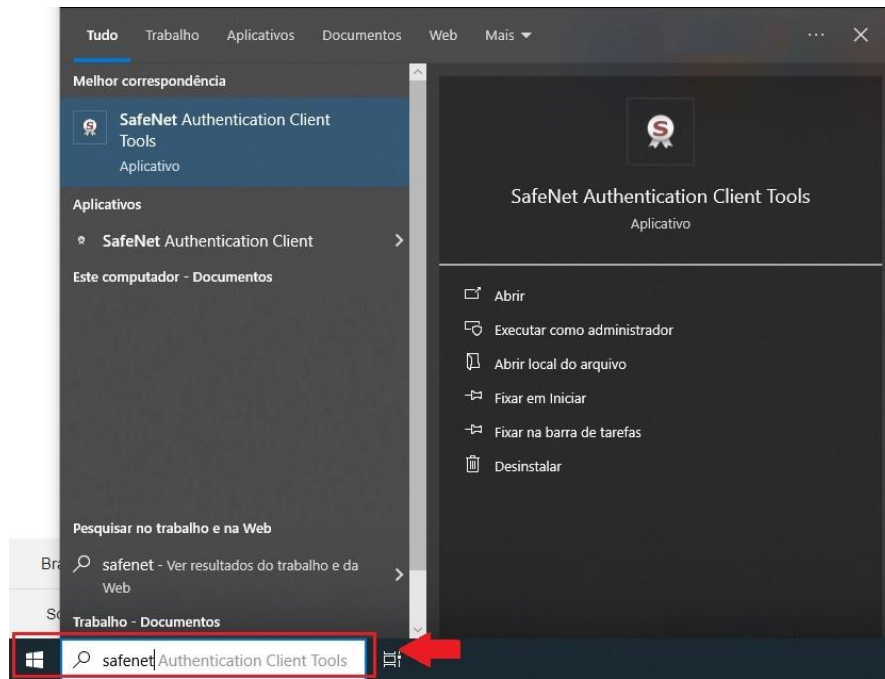 Tudo Trabalho Aplicativos Documentos Web Mais
Melhor correspondência
SafeNet Authentication Client
Tools
Aplicativo
Aplicativos
SafeNet Authentication Client
Este computador - Documentos
Pesquisar no trabalho e na Web
safenet - Ver resultados do trabalho e da
Web
Trabalho - Documentos
safenet Authentication Client Tools
SafeNet Authentication Client Tools
Aplicativo
Abrir
Executar como administrador
Abrir local do arquivo
Fixar em Iniciar
Fixar na barra de tarefas
Desinstalar